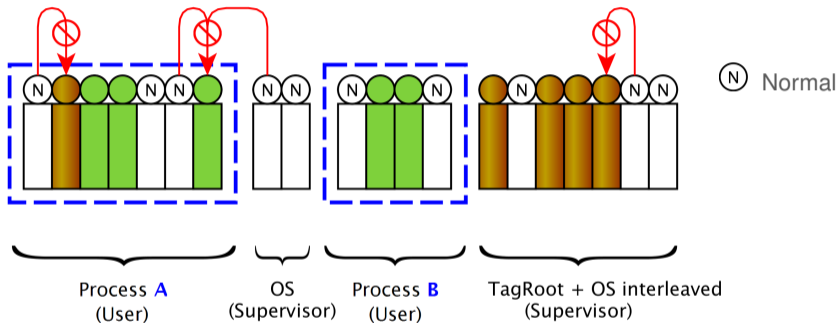 N N N N N N N N N N N
N Normal
Process A
(User)
OS
(Supervisor)
Process B
(User)
TagRoot + OS interleaved
(Supervisor)